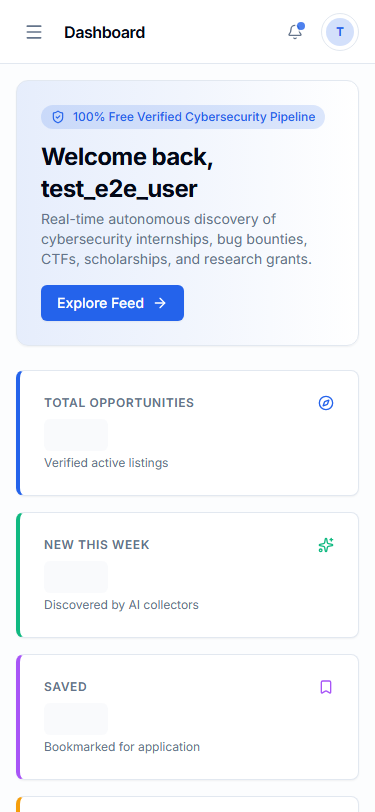 Dashboard
T
100% Free Verified Cybersecurity Pipeline
Welcome back,
test_e2e_user
Real-time autonomous discovery of
cybersecurity internships, bug bounties,
CTFs, scholarships, and research grants.
Explore Feed
TOTAL OPPORTUNITIES
Verified active listings
NEW THIS WEEK
Discovered by AI collectors
SAVED
Bookmarked for application